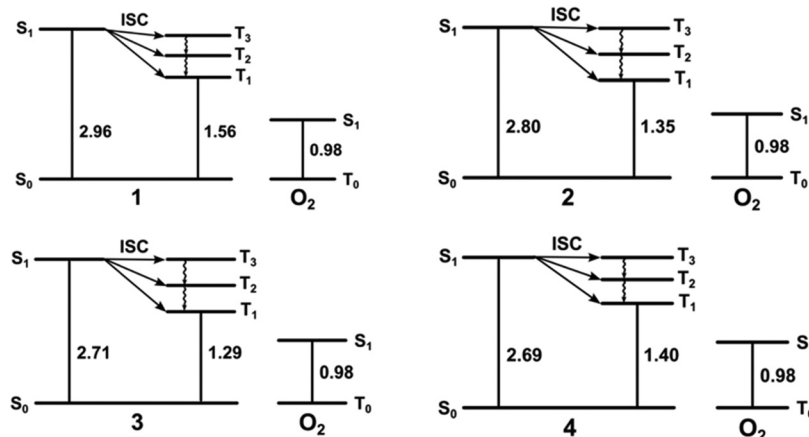 ISC
S1
T3
T2
T1
2.96
1.56
S1
0.98
S0
T0
1
O2
ISC
S1
T3
T2
T1
2.80
1.35
S1
0.98
S0
T0
2
O2
ISC
S1
T3
T2
T1
2.71
1.29
S1
0.98
S0
T0
3
O2
ISC
S1
T3
T2
T1
2.69
1.40
S
0.98
S0
T
4
O2